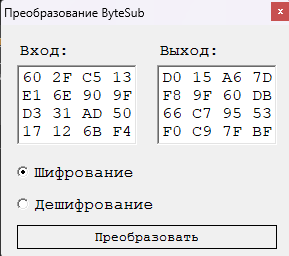 Преобразование ByteSub x
Вход: Выход:
60 2F C5 13 D0 15 A6 7D
E1 6E 90 9F F8 9F 60 DB
D3 31 AD 50 66 C7 95 53
17 12 6B F4 F0 C9 7F BF
Шифрование
Дешифрование
Преобразовать